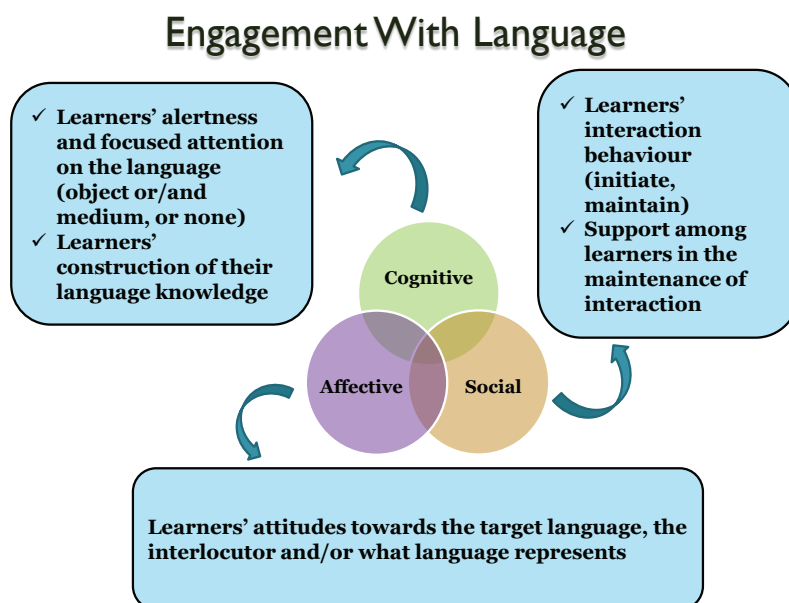 Engagement With Language
✓ Learners' alertness
and focused attention
on the language
(object or/and
medium, or none)
✓ Learners'
construction of their
language knowledge
✓ Learners'
interaction
behaviour
(initiate,
maintain)
✓ Support among
learners in the
maintenance of
interaction
Cognitive
Affective
Social
Learners' attitudes towards the target language, the
interlocutor and/or what language represents